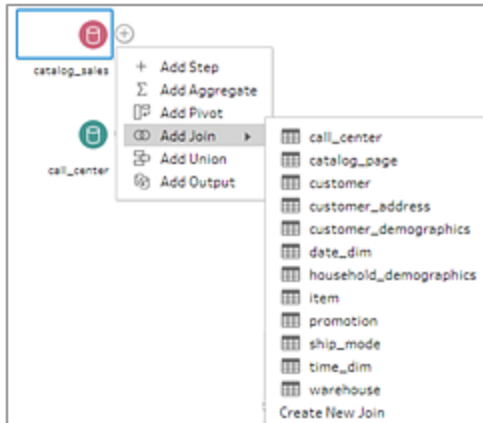 catalog_sales
call_center
Add Step
Add Aggregate
Add Pivot
Add Join
Add Union
Add Output
call_center
catalog_page
customer
customer_address
customer_demographics
date_dim
household_demographics
item
promotion
ship_mode
time_dim
warehouse
Create New Join